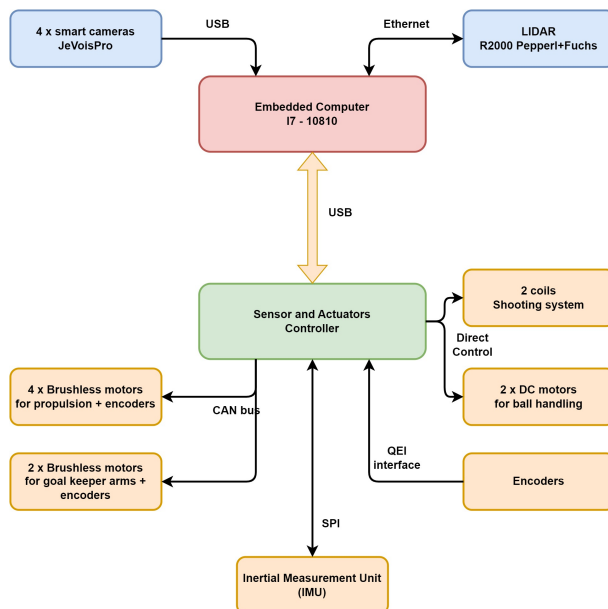 4 x smart cameras
JeVoisPro
USB
Ethernet
LIDAR
R2000 Pepperl+Fuchs
Embedded Computer
I7 - 10810
USB
Sensor and Actuators
Controller
2 coils
Shooting system
Direct
Control
4 x Brushless motors
for propulsion + encoders
CAN bus
2 x DC motors
for ball handling
2 x Brushless motors
for goal keeper arms +
encoders
QEI
interface
Encoders
SPI
Inertial Measurement Unit
(IMU)